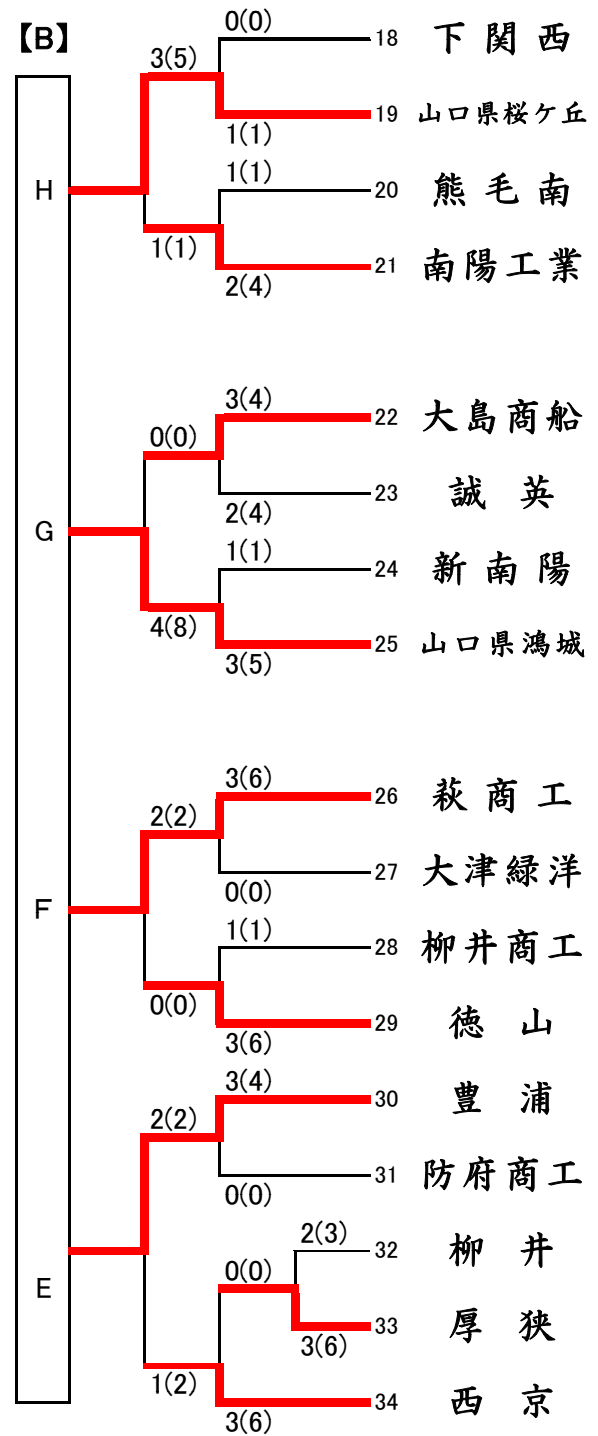 【B】
0(0)
18 下関西
3(5)
19 山口県桜ケ丘
1(1)
1(1)
H
20 熊毛南
1(1)
21 南陽工業
2(4)
3(4)
22 大島商船
0(0)
23 誠英
2(4)
G
1(1)
24 新南陽
4(8)
25 山口県鴻城
3(5)
3(6)
26 萩商工
2(2)
27 大津緑洋
0(0)
F
1(1)
28 柳井商工
0(0)
29 徳山
3(6)
3(4)
30 豊浦
2(2)
31 防府商工
0(0)
2(3)
32 柳井
0(0)
E
33 厚狭
3(6)
1(2)
34 西京
3(6)